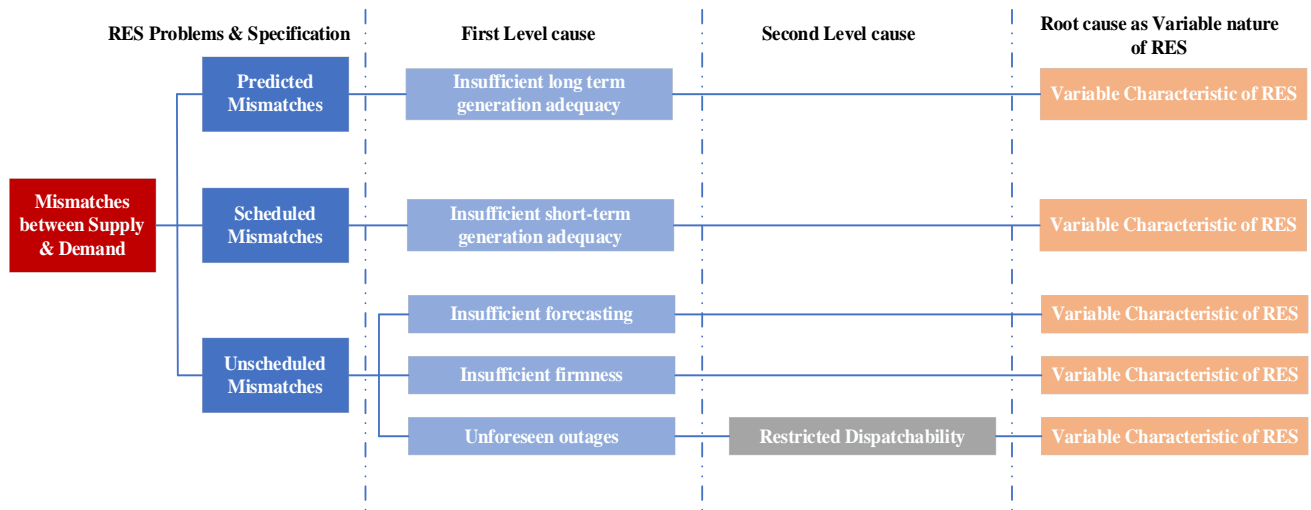 RES Problems & Specification
First Level cause
Second Level cause
Root cause as Variable nature
of RES
Predicted
Mismatches
Insufficient long term
generation adequacy
Variable Characteristic of RES
Mismatches
between Supply
& Demand
Scheduled
Mismatches
Insufficient short-term
generation adequacy
Variable Characteristic of RES
Unscheduled
Mismatches
Insufficient forecasting
Variable Characteristic of RES
Insufficient firmness
Variable Characteristic of RES
Unforeseen outages
Restricted Dispatchability
Variable Characteristic of RES